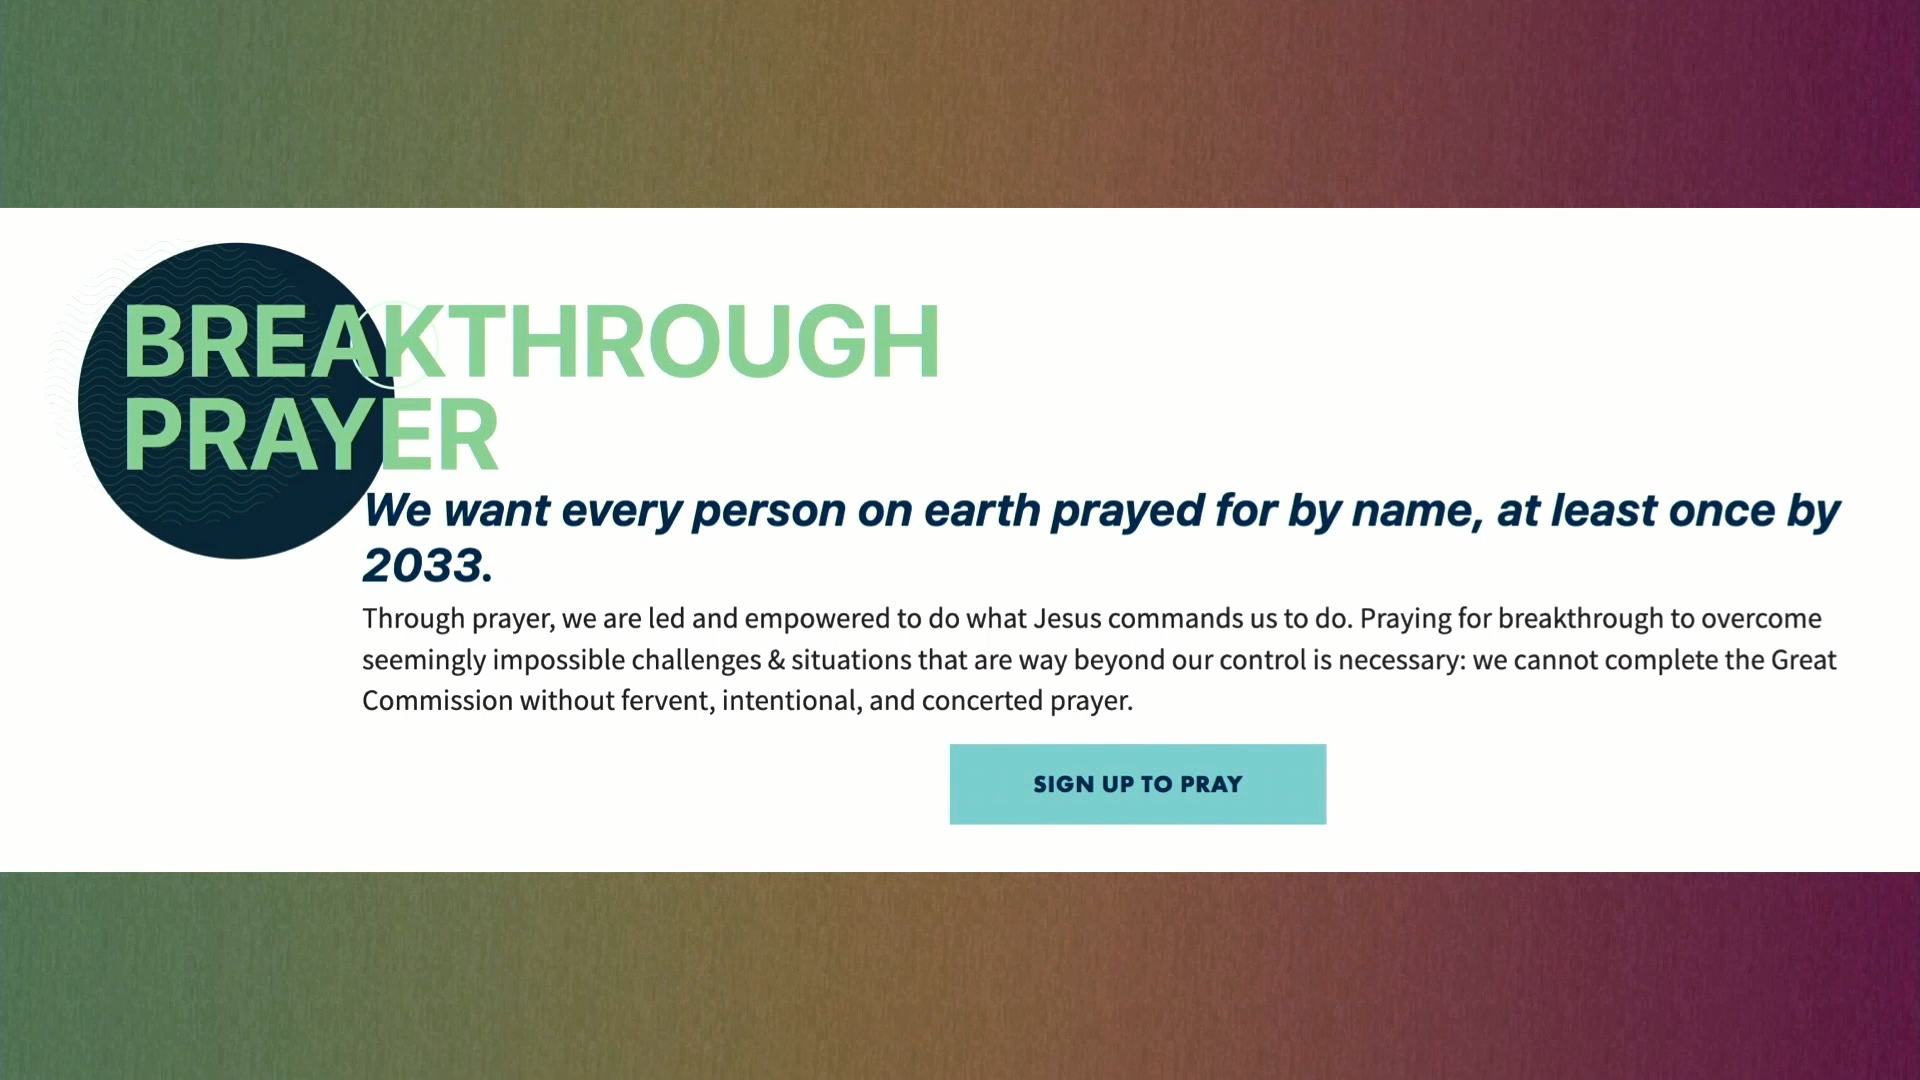 BREAKTHROUGH
PRAYER
We want every person on earth prayed for by name, at least once by
2033.
Through prayer, we are led and empowered to do what Jesus commands us to do. Praying for breakthrough to overcome
seemingly impossible challenges & situations that are way beyond our control is necessary: we cannot complete the Great
Commission without fervent, intentional, and concerted prayer.
SIGN UP TO PRAY